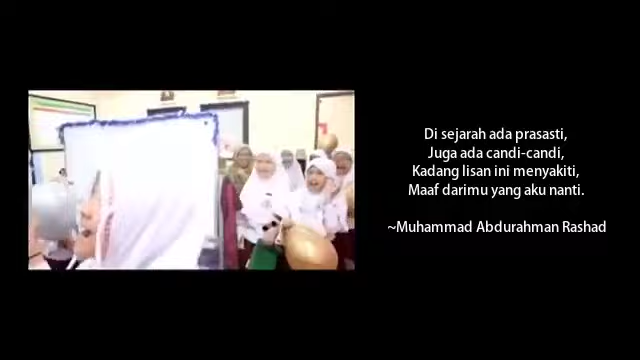 Di sejarah ada prasasti,
Juga ada candi-candi,
Kadang lisan ini menyakiti,
Maaf darimu yang aku nanti.
~Muhammad Abdurahman Rashad